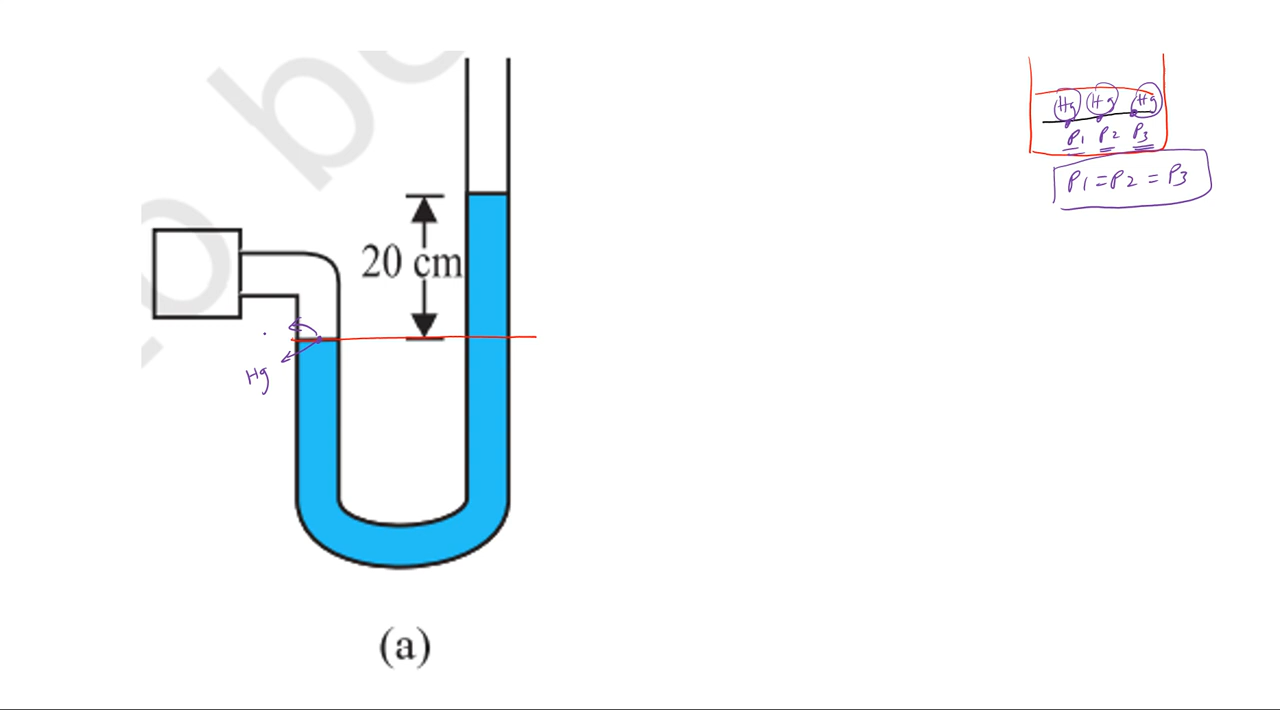 Hg Hg Hg
P1 P2 P3
P1 = P2 = P3
20 cm
Hg
(a)